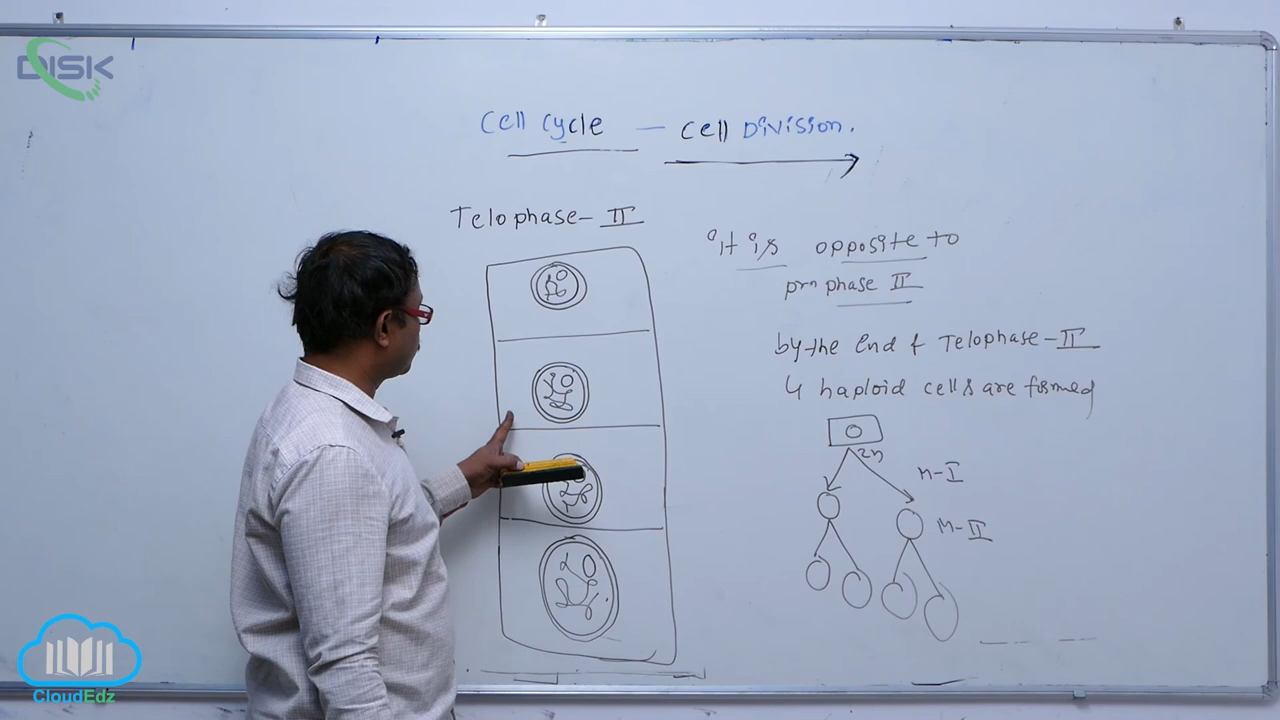 DISK
Cell Cycle — Cell Division.
Telophase-II
it is opposite to
prophase II
by the End of Telophase-II
4 haploid cells are formed
2n
M-I
M-II
CloudEdz